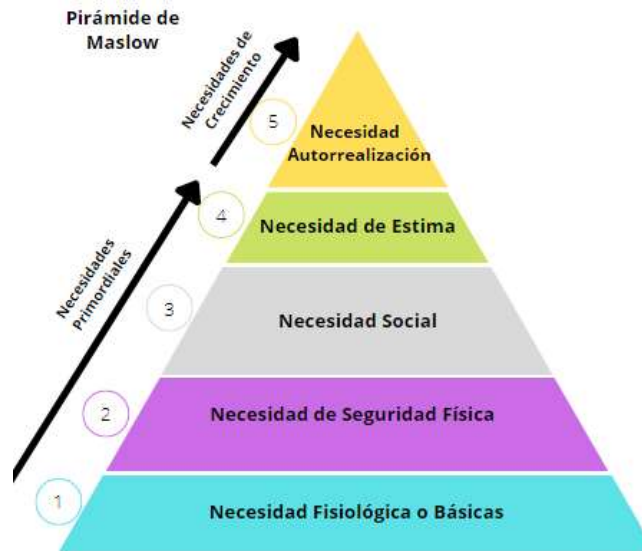 Pirámide de
Maslow
Necesidades de
Crecimiento
5
Necesidad
Autorrealización
4
Necesidad de Estima
Necesidades
Primordiales
3
Necesidad Social
2
Necesidad de Seguridad Física
1
Necesidad Fisiológica o Básicas